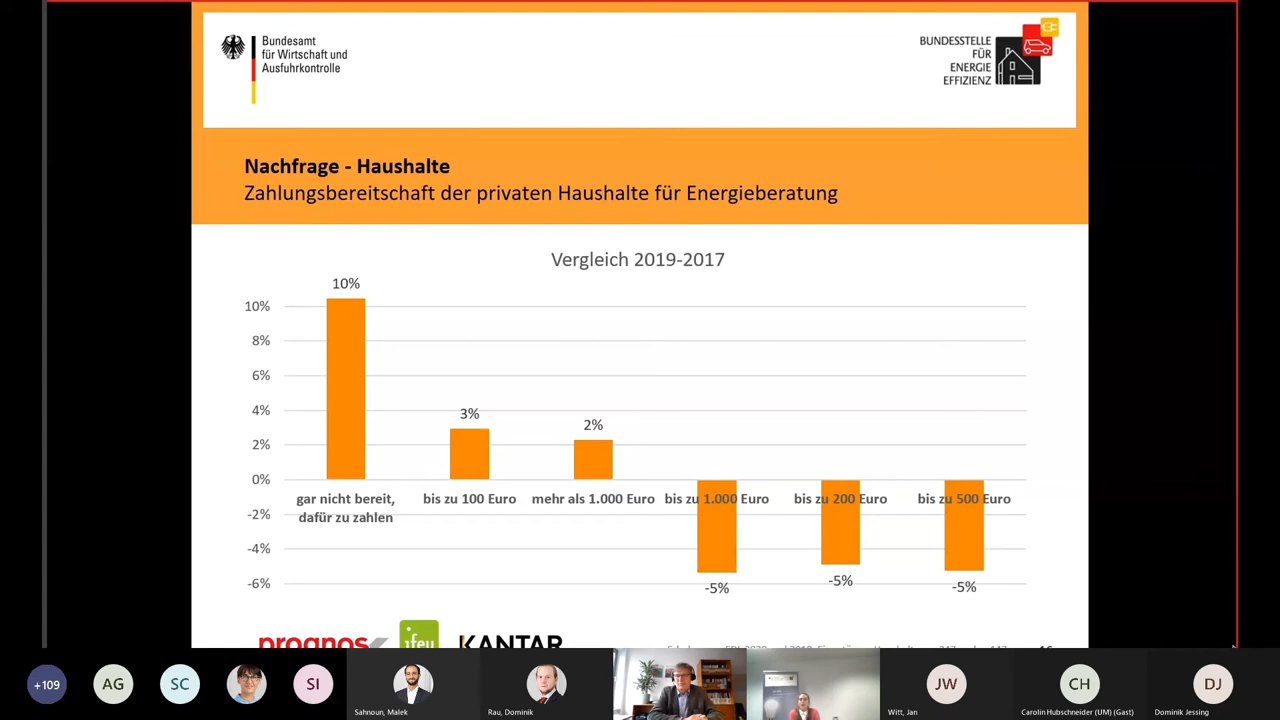 Bundesamt
für Wirtschaft und
Ausfuhrkontrolle
BUNDESSTELLE
FÜR
ENERGIE
EFFIZIENZ
Nachfrage - Haushalte
Zahlungsbereitschaft der privaten Haushalte für Energieberatung
Vergleich 2019-2017
10%
8%
6%
4%
2%
0%
-2%
-4%
-6%
10%
3%
2%
-5%
-5%
-5%
gar nicht bereit,
dafür zu zahlen
bis zu 100 Euro
mehr als 1.000 Euro
bis zu 1.000 Euro
bis zu 200 Euro
bis zu 500 Euro
prognos
ifeu
KANTAR
16
+109
AG
SC
SI
Sahnoun, Malek
Rau, Dominik
JW
Witt, Jan
CH
Carolin Hubschneider (UM) (Gast)
DJ
Dominik Jessing